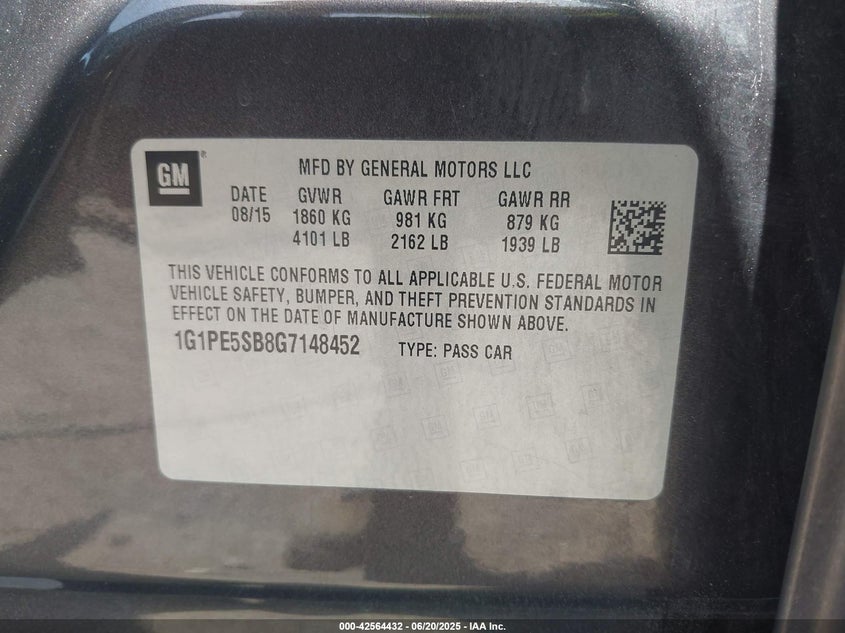 GM
MFD BY GENERAL MOTORS LLC
DATE GVWR GAWR FRT GAWR RR
08/15 1860 KG 981 KG 879 KG
4101 LB 2162 LB 1939 LB
THIS VEHICLE CONFORMS TO ALL APPLICABLE U.S. FEDERAL MOTOR
VEHICLE SAFETY, BUMPER, AND THEFT PREVENTION STANDARDS IN
EFFECT ON THE DATE OF MANUFACTURE SHOWN ABOVE.
1G1PE5SB8G7148452 TYPE: PASS CAR
000-42564432 / 06/20/2025 - IAA Inc.